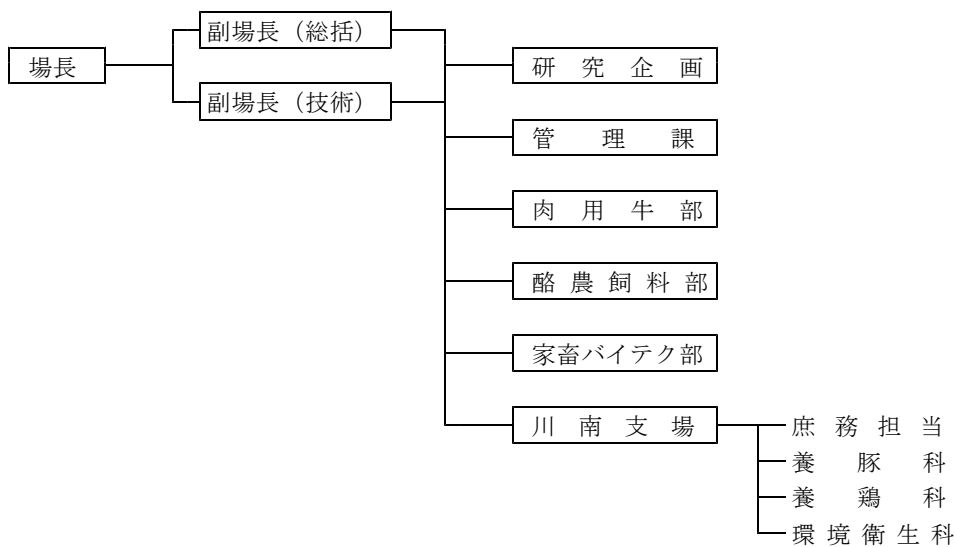 場長
副場長（総括）
副場長（技術）
研究企画
管理課
肉用牛部
酪農飼料部
家畜バイテク部
川南支場
庶務担当
養豚科
養鶏科
環境衛生科